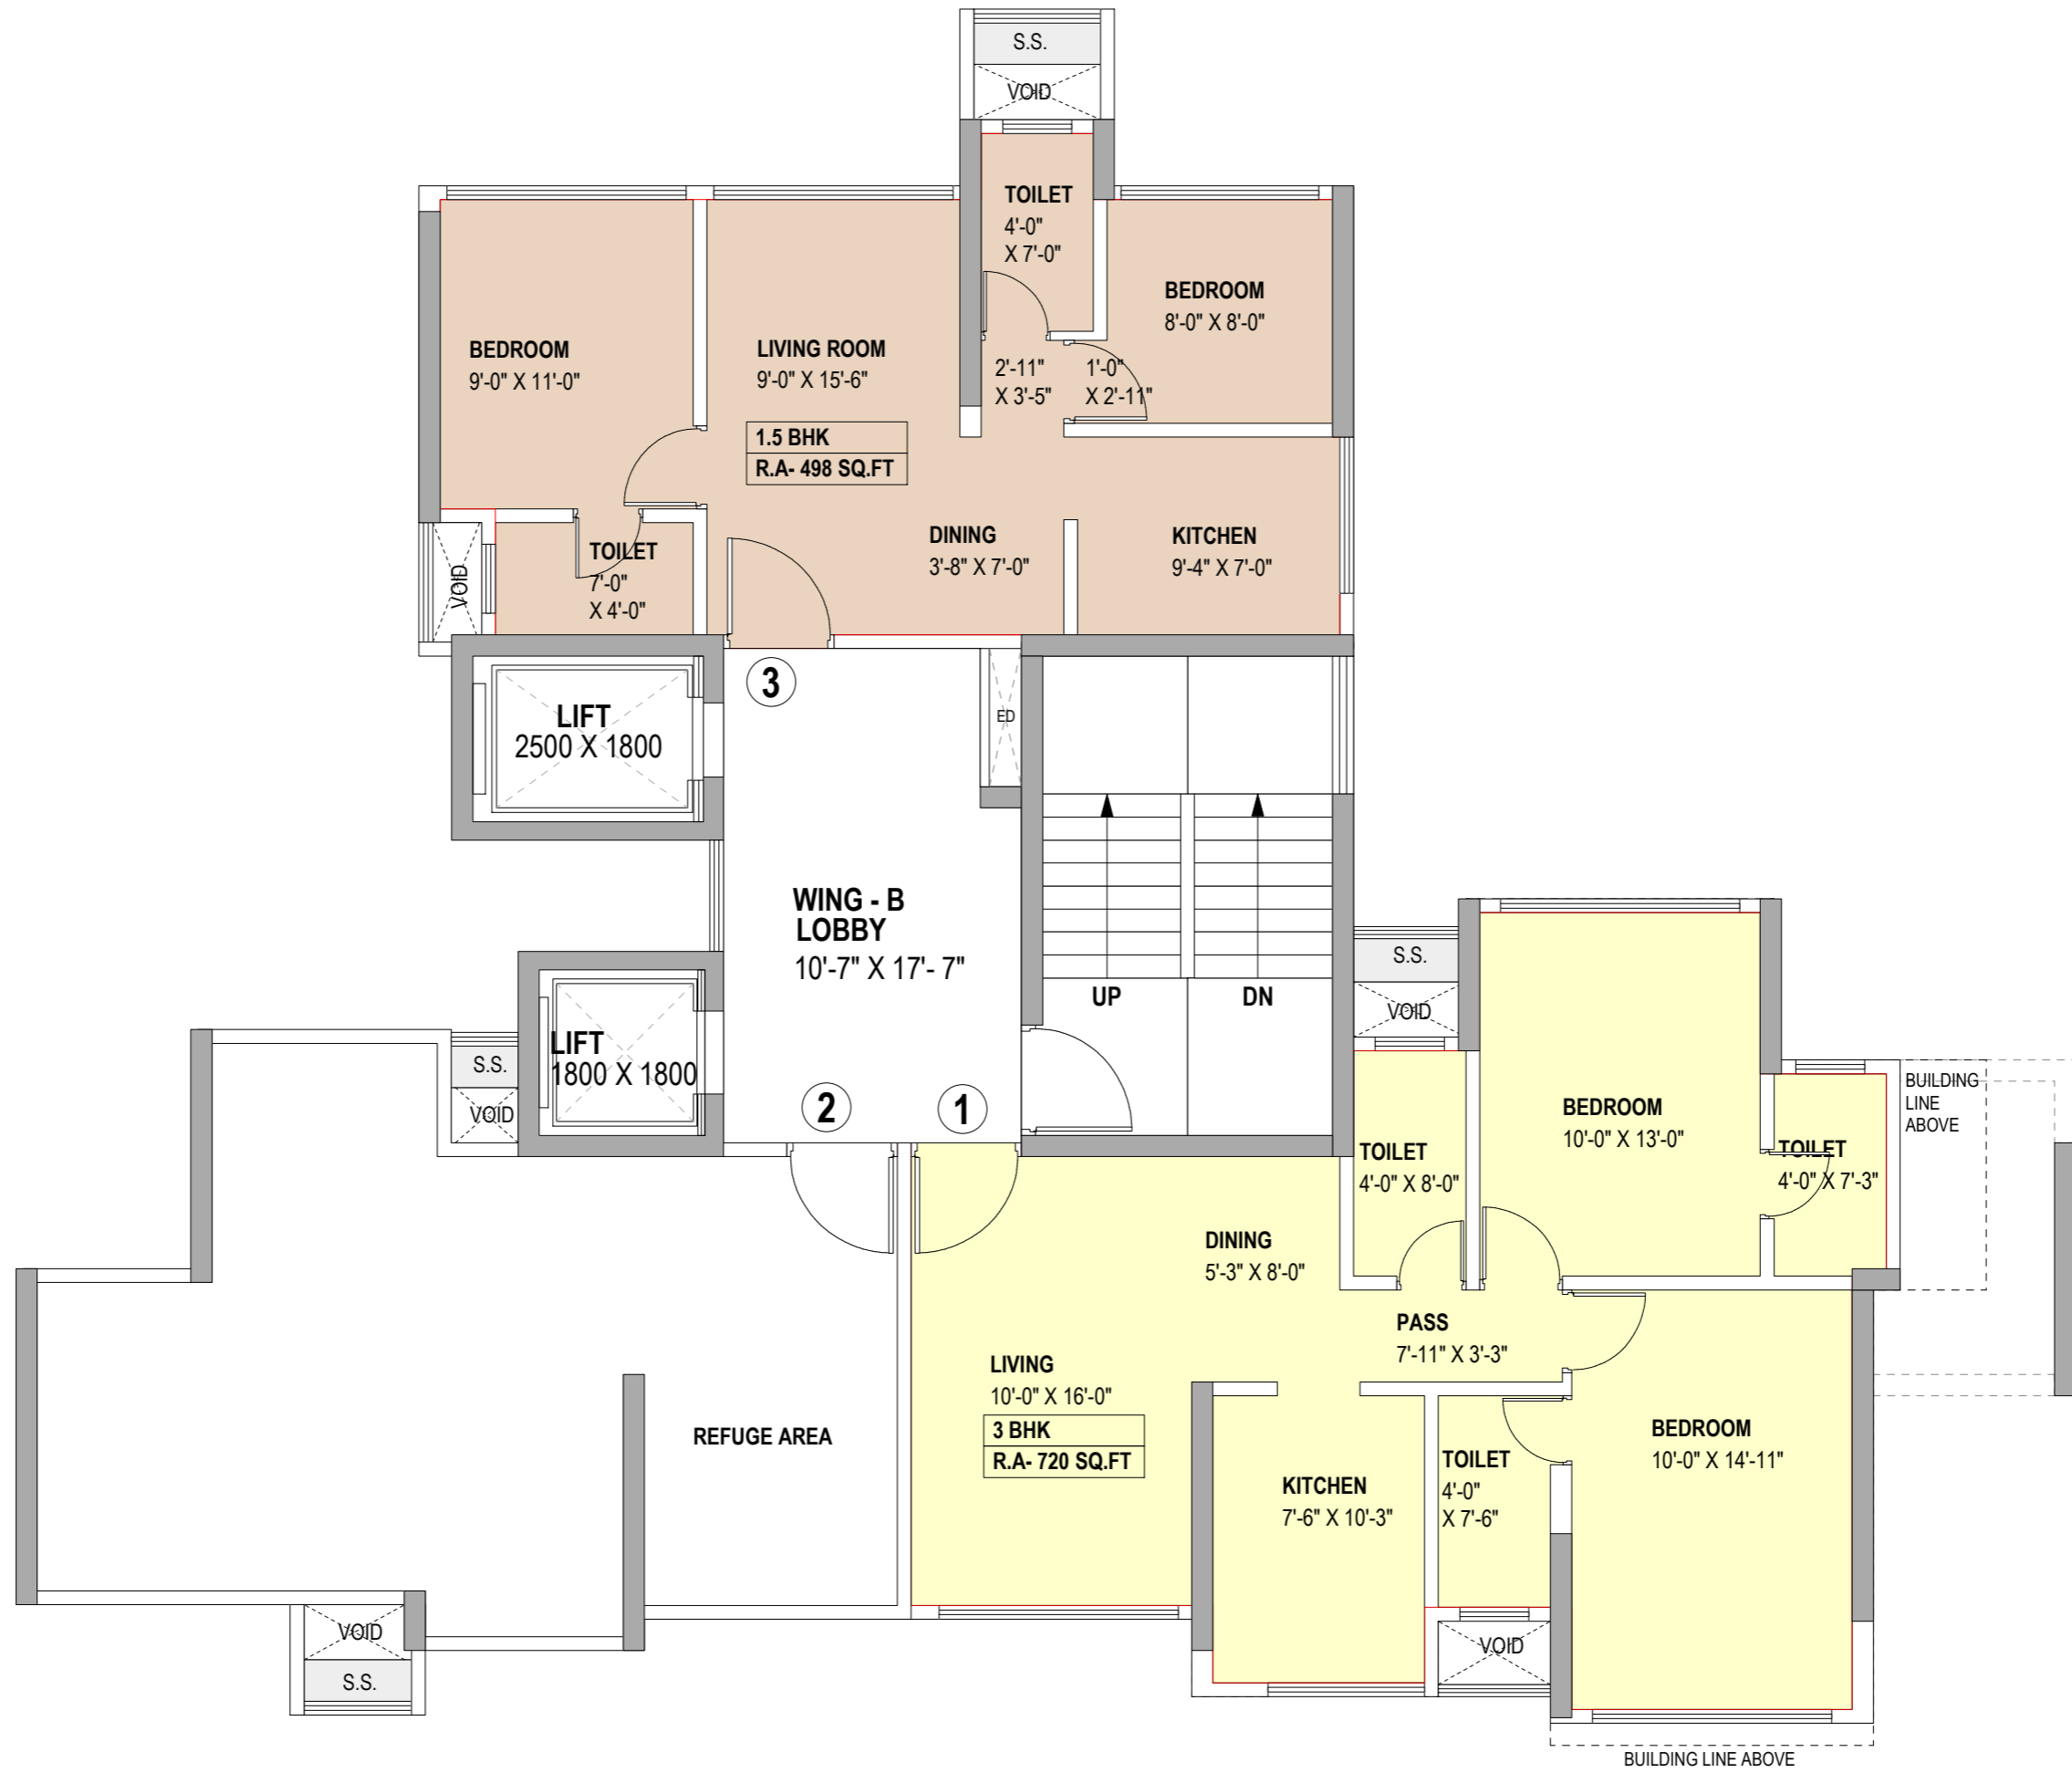 S.S.
VOID
TOILET
4'-0"
X 7'-0"
BEDROOM
8'-0" X 8'-0"
BEDROOM
9'-0" X 11'-0"
LIVING ROOM
9'-0" X 15'-6"
2'-11"
X 3'-5"
1'-0"
X 2'-11"
1.5 BHK
R.A- 498 SQ.FT
DINING
3'-8" X 7'-0"
KITCHEN
9'-4" X 7'-0"
TOILET
7'-0"
X 4'-0"
VOID
3
LIFT
2500 X 1800
ED
WING - B
LOBBY
10'-7" X 17'- 7"
UP
DN
S.S.
VOID
LIFT
1800 X 1800
S.S.
VOID
2
1
BEDROOM
10'-0" X 13'-0"
BUILDING
LINE
ABOVE
TOILET
4'-0" X 8'-0"
TOILET
4'-0" X 7'-3"
DINING
5'-3" X 8'-0"
PASS
7'-11" X 3'-3"
LIVING
10'-0" X 16'-0"
3 BHK
R.A- 720 SQ.FT
REFUGE AREA
KITCHEN
7'-6" X 10'-3"
TOILET
4'-0"
X 7'-6"
BEDROOM
10'-0" X 14'-11"
VOID
S.S.
VOID
BUILDING LINE ABOVE